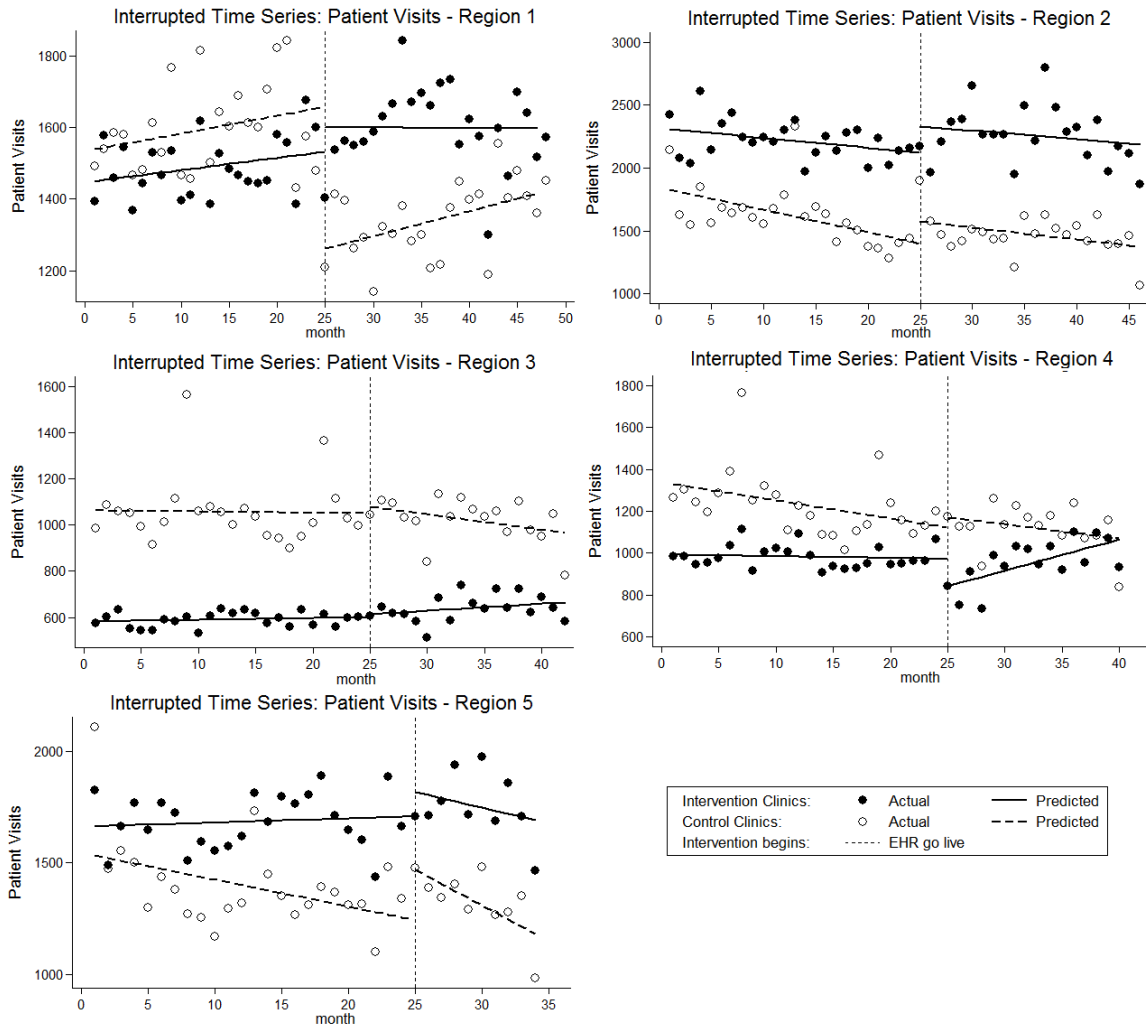 Interrupted Time Series: Patient Visits - Region 1
Patient Visits
1800
1600
1400
1200
0 5 10 15 20 25 30 35 40 45 50
month
Interrupted Time Series: Patient Visits - Region 2
Patient Visits
3000
2500
2000
1500
1000
0 5 10 15 20 25 30 35 40 45
month
Interrupted Time Series: Patient Visits - Region 3
Patient Visits
1600
1400
1200
1000
800
600
0 5 10 15 20 25 30 35 40
month
Interrupted Time Series: Patient Visits - Region 4
Patient Visits
1800
1600
1400
1200
1000
800
600
0 5 10 15 20 25 30 35 40
month
Interrupted Time Series: Patient Visits - Region 5
Patient Visits
2000
1500
1000
0 5 10 15 20 25 30 35
month
Intervention Clinics: Actual Predicted
Control Clinics: Actual Predicted
Intervention begins: EHR go live